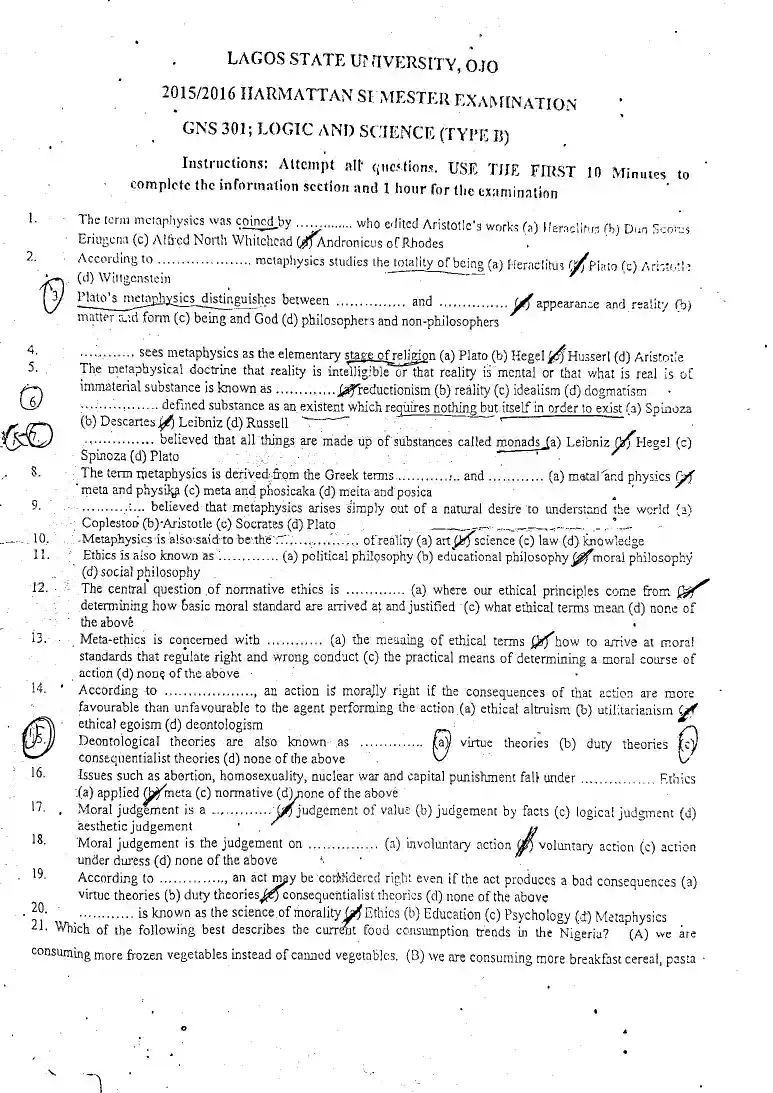 LAGOS STATE UNIVERSITY, OJO
2015/2016 HARMATTAN SEMESTER EXAMINATION
GNS 301; LOGIC AND SCIENCE (TYPE B)
Instructions: Attempt all questions. USE THE FIRST 10 Minutes to
complete the information section and 1 hour for the examination
1. The term metaphysics was coined by .............. who edited Aristotle's works (a) Heraclitus (b) Dun Scotus
Eriugena (c) Alfred North Whitehead (d) Andronicus of Rhodes
2. According to .................... metaphysics studies the totality of being (a) Heraclitus (b) Plato (c) Aristotle
(d) Wittgenstein
3 Plato's metaphysics distinguishes between ............... and ............... (a) appearance and reality (b)
matter and form (c) being and God (d) philosophers and non-philosophers
4. ............ sees metaphysics as the elementary stage of religion (a) Plato (b) Hegel (c) Husserl (d) Aristotle
5. The metaphysical doctrine that reality is intelligible or that reality is mental or that what is real is of
immaterial substance is known as ............. (a) reductionism (b) reality (c) idealism (d) dogmatism
6 ................. defined substance as an existent which requires nothing but itself in order to exist (a) Spinoza
(b) Descartes (c) Leibniz (d) Russell
7. .............. believed that all things are made up of substances called monads (a) Leibniz (b) Hegel (c)
Spinoza (d) Plato
8. The term metaphysics is derived from the Greek terms.............. and ............ (a) metal and physics (b)
meta and physika (c) meta and phosicaka (d) meita and posica
9. ............. believed that metaphysics arises simply out of a natural desire to understand the world (a)
Copleston (b) Aristotle (c) Socrates (d) Plato
10. Metaphysics is also said to be the .................. of reality (a) art (b) science (c) law (d) knowledge
11. Ethics is also known as ............. (a) political philosophy (b) educational philosophy (c) moral philosophy
(d) social philosophy
12. The central question of normative ethics is ............. (a) where our ethical principles come from (b)
determining how basic moral standard are arrived at and justified (c) what ethical terms mean (d) none of
the above
13. Meta-ethics is concerned with ............ (a) the meaning of ethical terms (b) how to arrive at moral
standards that regulate right and wrong conduct (c) the practical means of determining a moral course of
action (d) none of the above
14. According to .................., an action is morally right if the consequences of that action are more
favourable than unfavourable to the agent performing the action (a) ethical altruism (b) utilitarianism (c)
ethical egoism (d) deontologism
15. Deontological theories are also known as ............. (a) virtue theories (b) duty theories (c)
consequentialist theories (d) none of the above
16. Issues such as abortion, homosexuality, nuclear war and capital punishment fall under ............... Ethics
(a) applied (b) meta (c) normative (d) none of the above
17. Moral judgement is a ............. (a) judgement of value (b) judgement by facts (c) logical judgment (d)
aesthetic judgement
18. Moral judgement is the judgement on .............. (a) involuntary action (b) voluntary action (c) action
under duress (d) none of the above
19. According to ............., an act may be considered right even if the act produces a bad consequences (a)
virtue theories (b) duty theories (c) consequentialist theories (d) none of the above
20. ............ is known as the science of morality (a) Ethics (b) Education (c) Psychology (d) Metaphysics
21. Which of the following best describes the current food consumption trends in the Nigeria? (A) we are
consuming more frozen vegetables instead of canned vegetables. (B) we are consuming more breakfast cereal, pasta